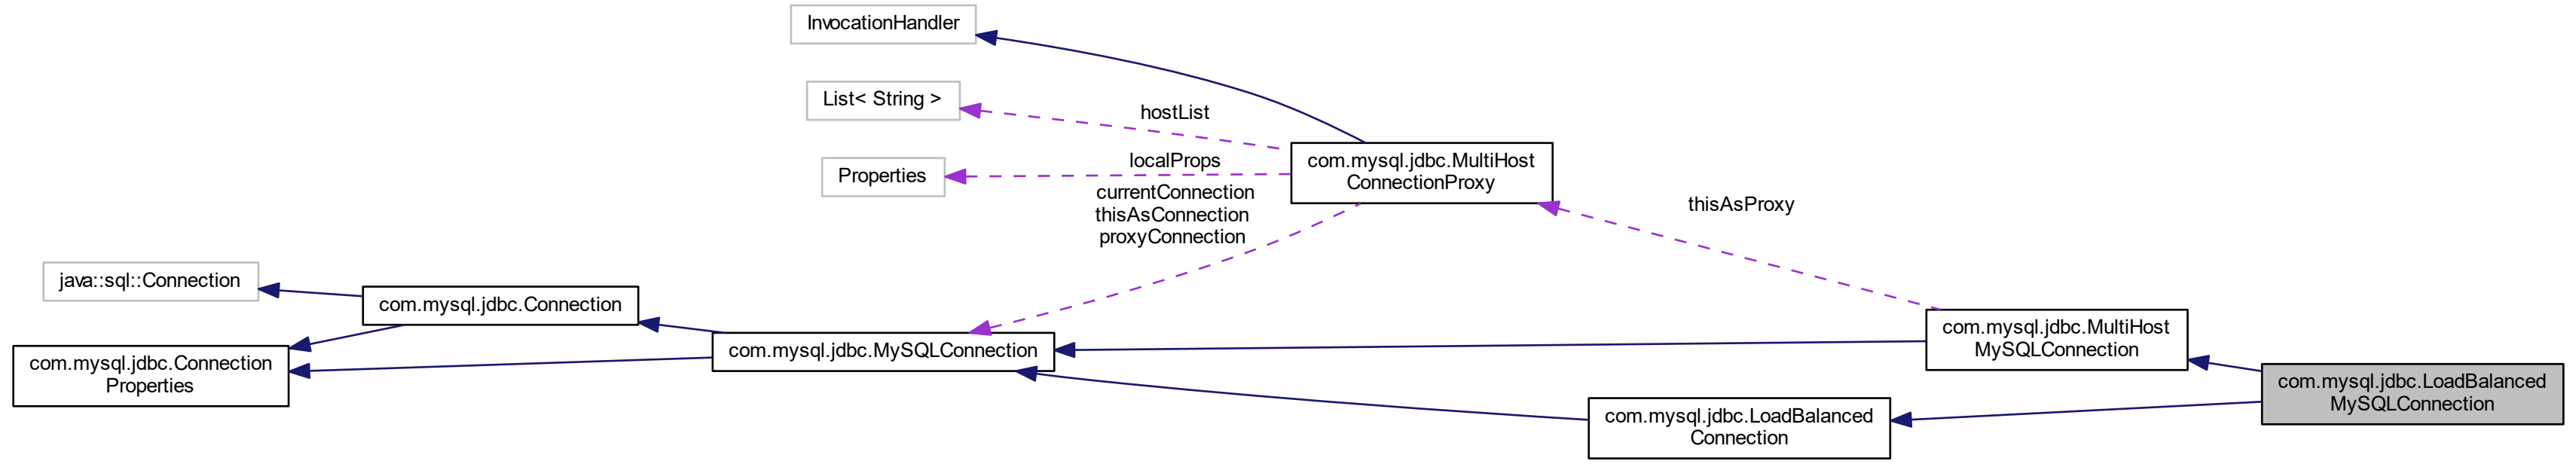 InvocationHandler
List< String >
hostList
Properties
localProps
com.mysql.jdbc.MultiHost
ConnectionProxy
currentConnection
thisAsConnection
proxyConnection
thisAsProxy
java::sql::Connection
com.mysql.jdbc.Connection
com.mysql.jdbc.Connection
Properties
com.mysql.jdbc.MySQLConnection
com.mysql.jdbc.MultiHost
MySQLConnection
com.mysql.jdbc.LoadBalanced
Connection
com.mysql.jdbc.LoadBalanced
MySQLConnection